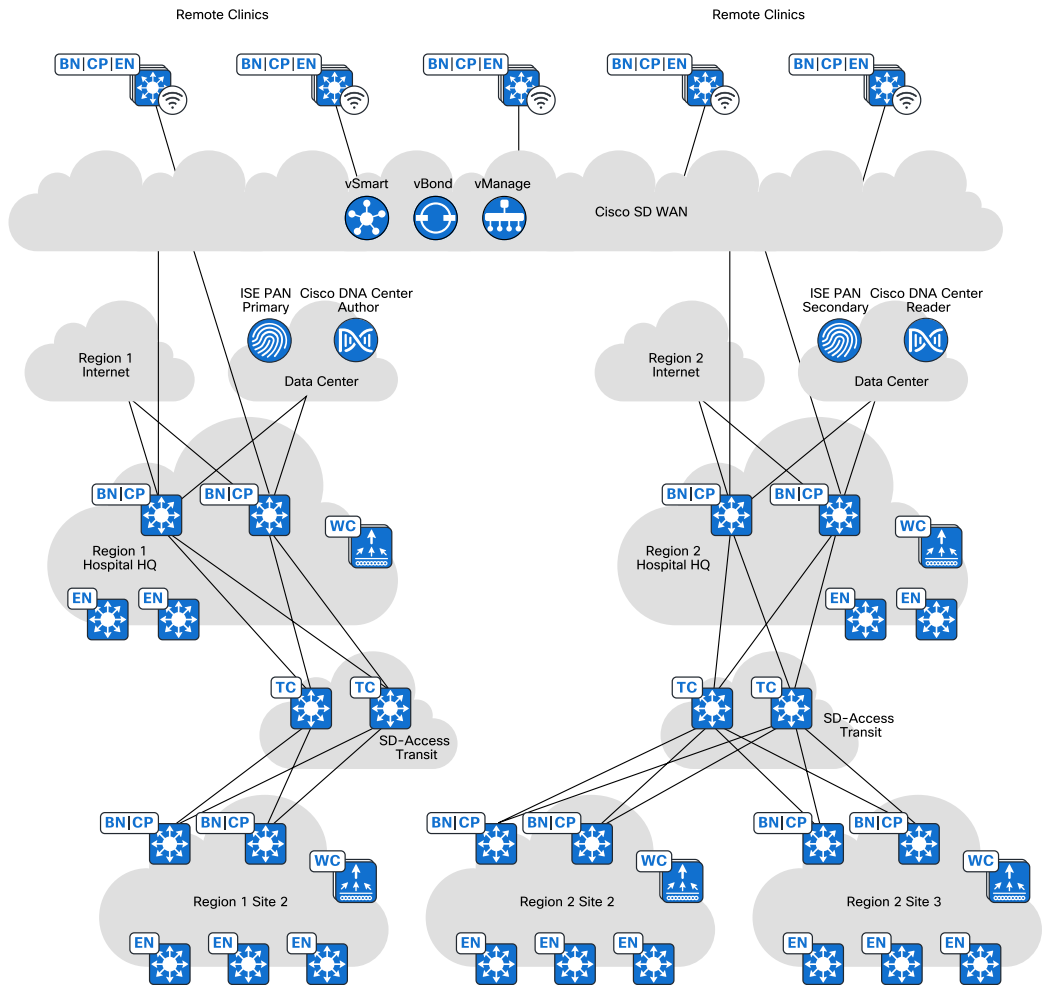 Remote Clinics
Remote Clinics
BN|CP|EN
BN|CP|EN
BN|CP|EN
BN|CP|EN
BN|CP|EN
vSmart
vBond
vManage
Cisco SD WAN
ISE PAN
Primary
Cisco DNA Center
Author
ISE PAN
Secondary
Cisco DNA Center
Reader
Region 1
Internet
Data Center
Region 2
Internet
Data Center
BN|CP
BN|CP
BN|CP
BN|CP
WC
WC
Region 1
Hospital HQ
Region 2
Hospital HQ
EN
EN
EN
EN
TC
TC
TC
TC
SD-Access
Transit
SD-Access
Transit
BN|CP
BN|CP
BN|CP
BN|CP
BN|CP
BN|CP
WC
WC
WC
Region 1 Site 2
Region 2 Site 2
Region 2 Site 3
EN
EN
EN
EN
EN
EN
EN
EN
EN